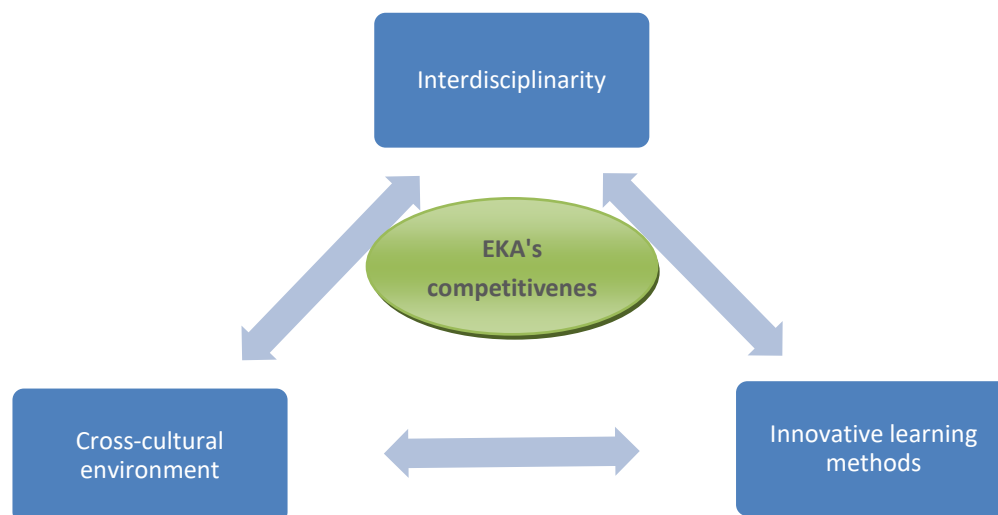 Interdisciplinarity
EKA's
competitivenes
Cross-cultural
environment
Innovative learning
methods